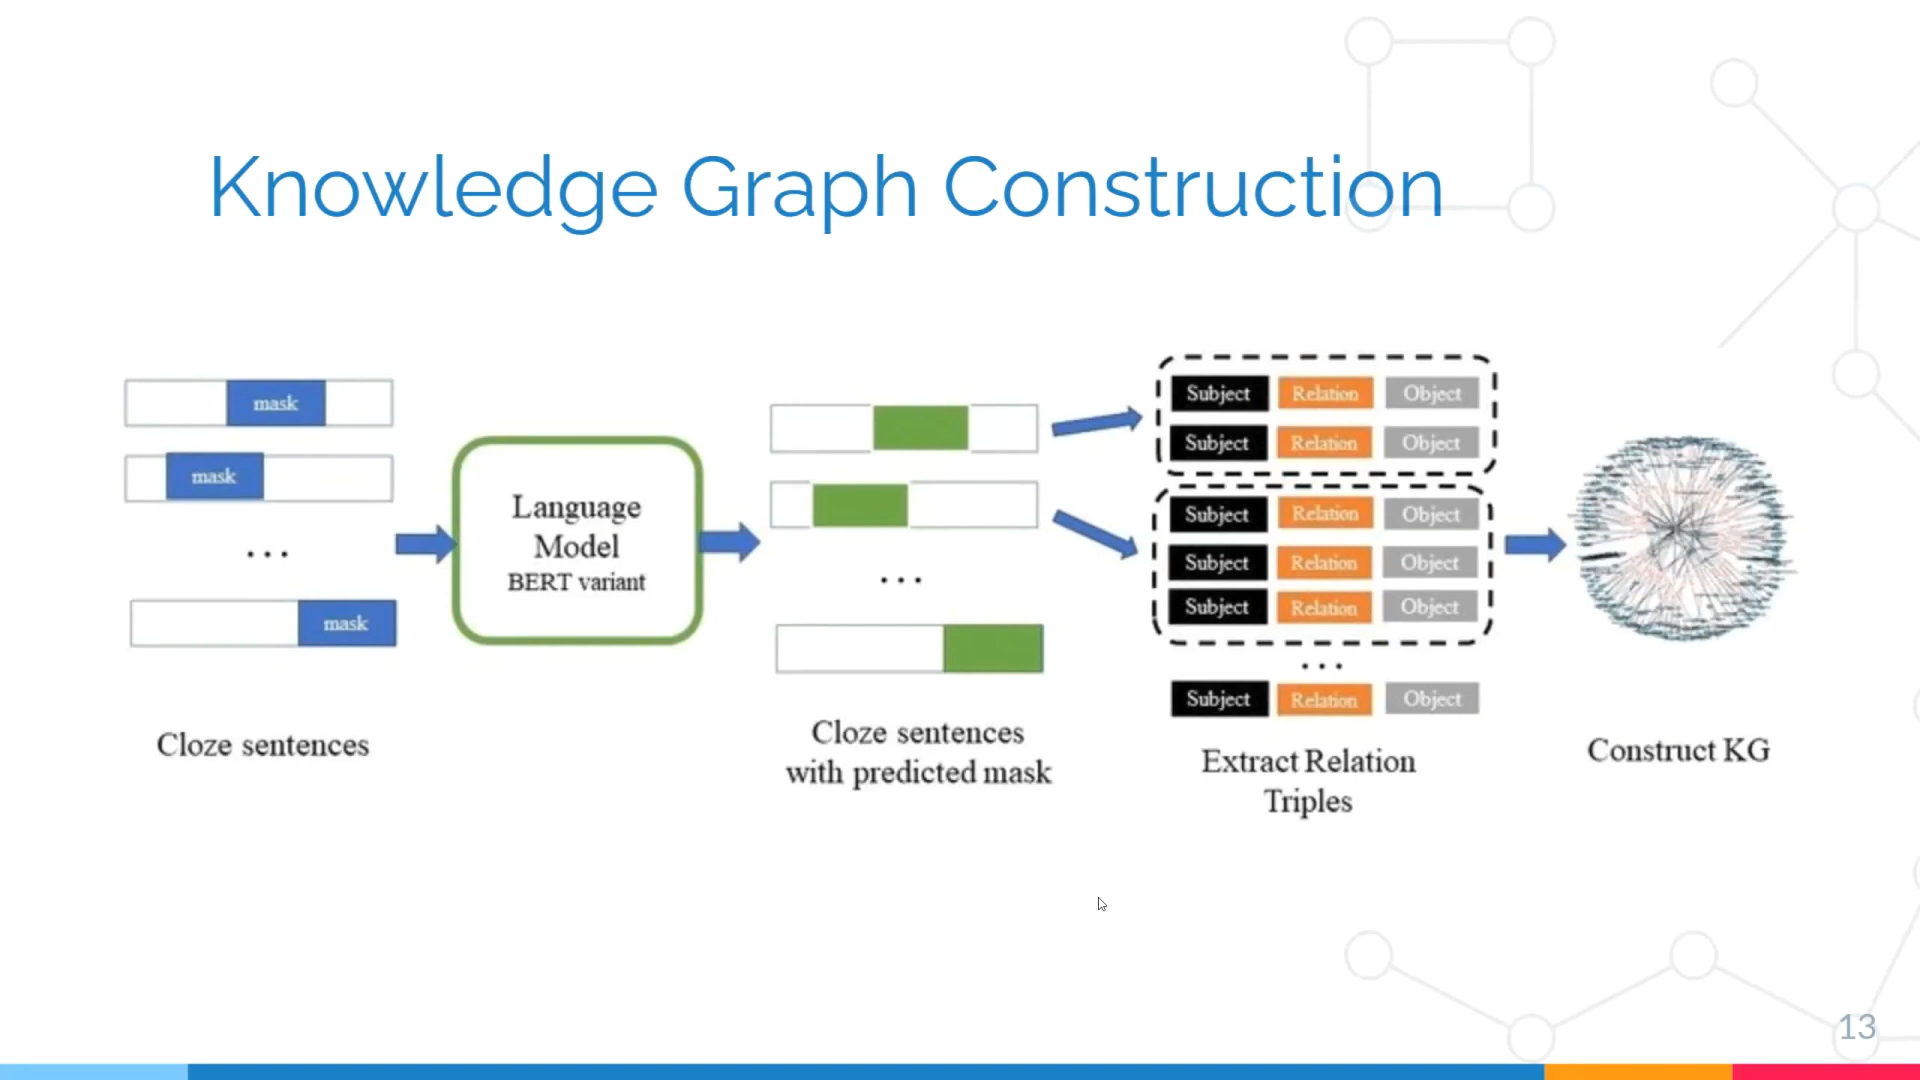 Knowledge Graph Construction
mask
mask
...
mask
Cloze sentences
Language
Model
BERT variant
...
Cloze sentences
with predicted mask
Subject Relation Object
Subject Relation Object
Subject Relation Object
Subject Relation Object
Subject Relation Object
...
Subject Relation Object
Extract Relation
Triples
Construct KG
13